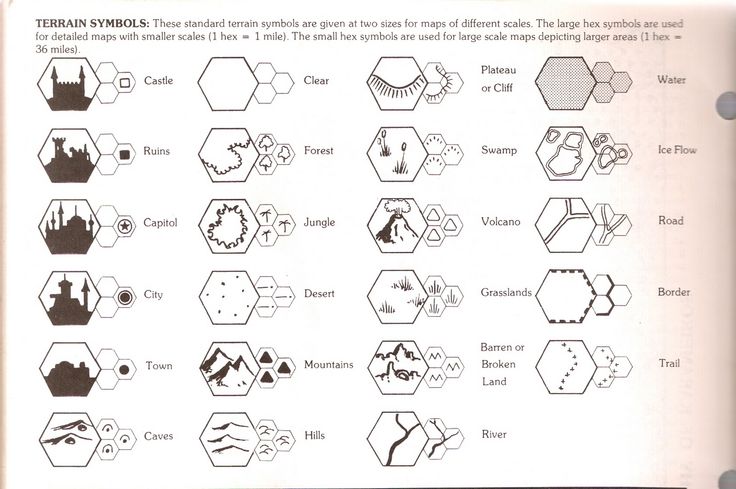 TERRAIN SYMBOLS: These standard terrain symbols are given at two sizes for maps of different scales. The large hex symbols are used
for detailed maps with smaller scales (1 hex = 1 mile). The small hex symbols are used for large scale maps depicting larger areas (1 hex =
36 miles).
Castle
Clear
Plateau
or Cliff
Water
Ruins
Forest
Swamp
Ice Flow
Capitol
Jungle
Volcano
Road
City
Desert
Grasslands
Border
Town
Mountains
Barren or
Broken
Land
Trail
Caves
Hills
River